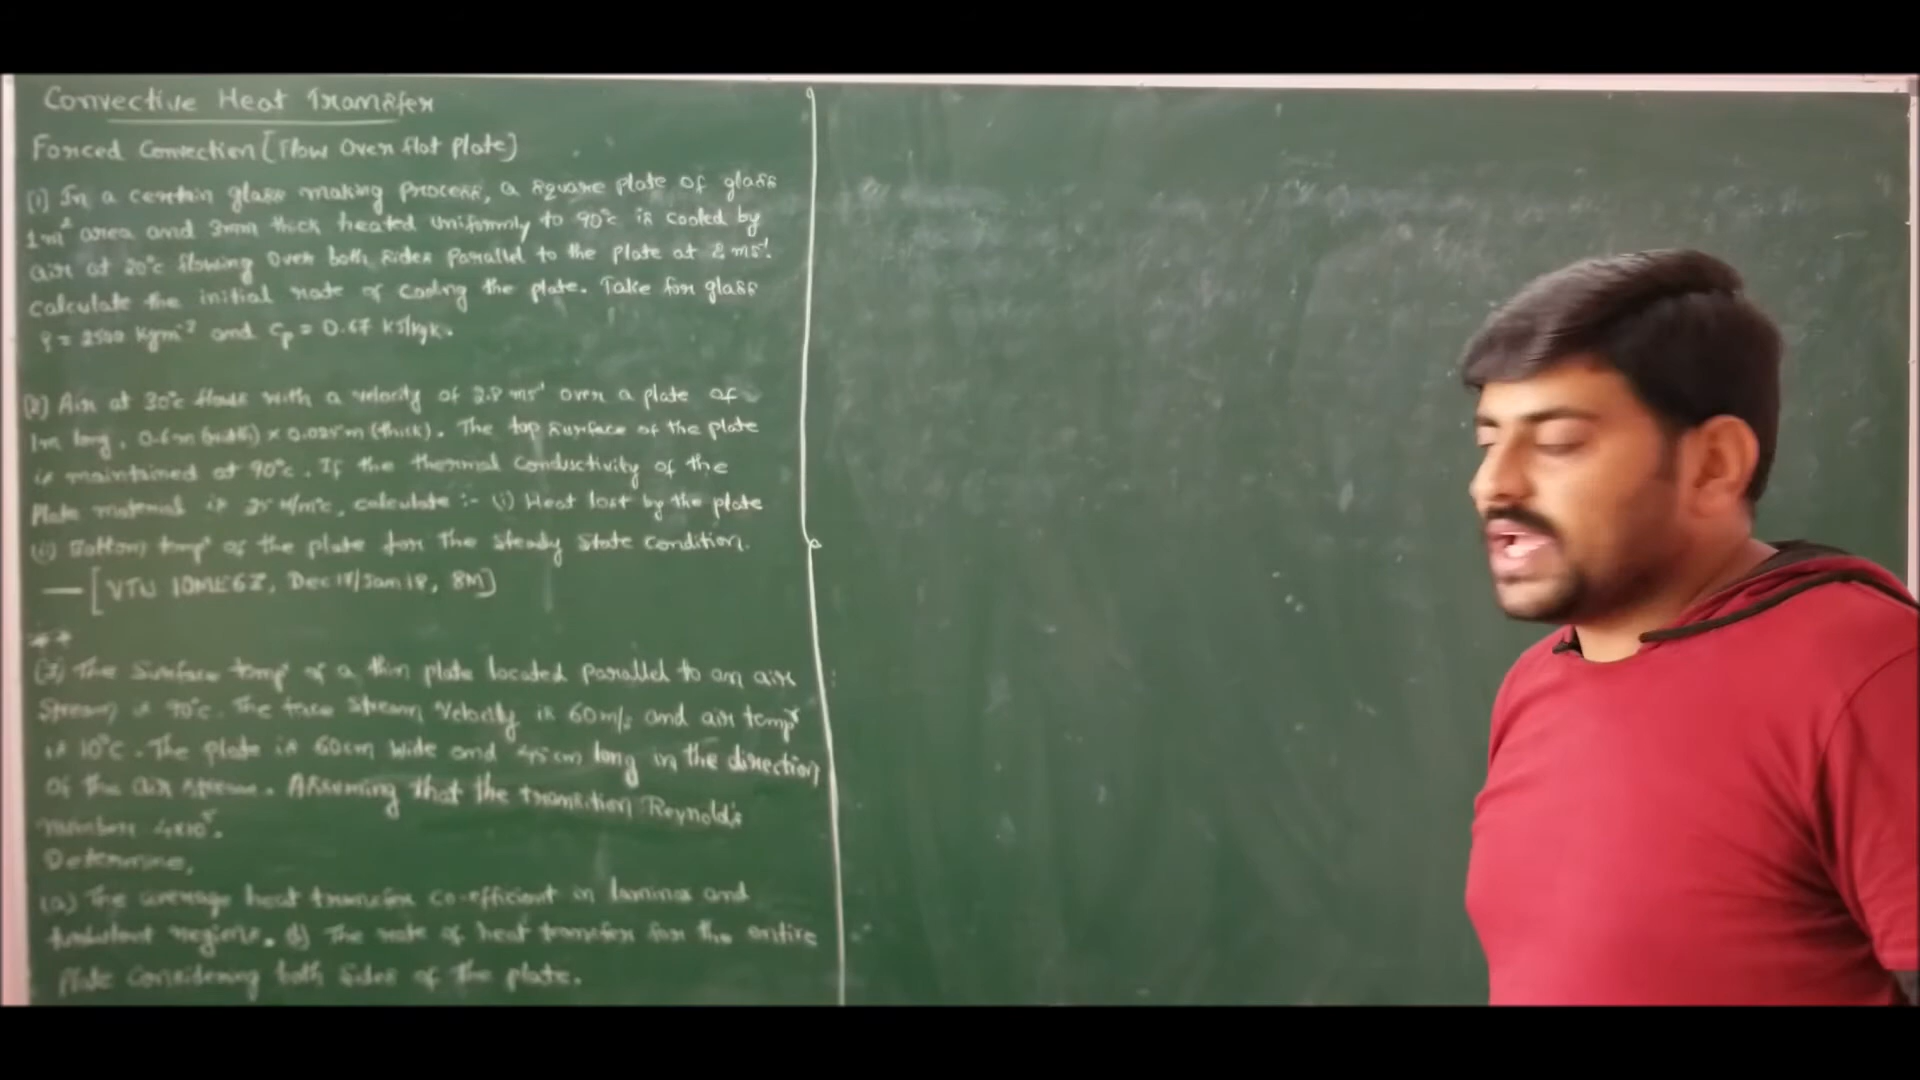 Convective Heat Transfer
Forced Convection [Flow Over flat plate]
(1) In a certain glass making process, a square plate of glass
1m² area and 3mm thick heated uniformly to 90°c is cooled by
air at 20°c flowing over both sides parallel to the plate at 2 ms⁻¹.
calculate the initial rate of cooling the plate. Take for glass
ρ = 2500 kgm⁻³ and Cp = 0.67 KJ/kgk.
(2) Air at 30°c flows with a velocity of 2.8 ms⁻¹ over a plate of
1m long, 0.6m (width) x 0.025m (thick). The top surface of the plate
is maintained at 90°c. If the thermal conductivity of the
plate material is 25 W/m°c, calculate :- (i) Heat lost by the plate
(ii) Bottom tempʳ of the plate for the steady state condition.
— [VTU 10ME63, Dec 17/Jan 18, 8M]
**
(3) The Surface tempʳ of a thin plate located parallel to an air
stream is 90°c. The free stream velocity is 60m/s and air tempʳ
is 10°C. The plate is 60cm wide and 45cm long in the direction
of the air stream. Assuming that the transition Reynold's
number 4x10⁵.
Determine,
(a) The average heat transfer co-efficient in laminar and
turbulent regions. b) The rate of heat transfer for the entire
plate considering both sides of the plate.